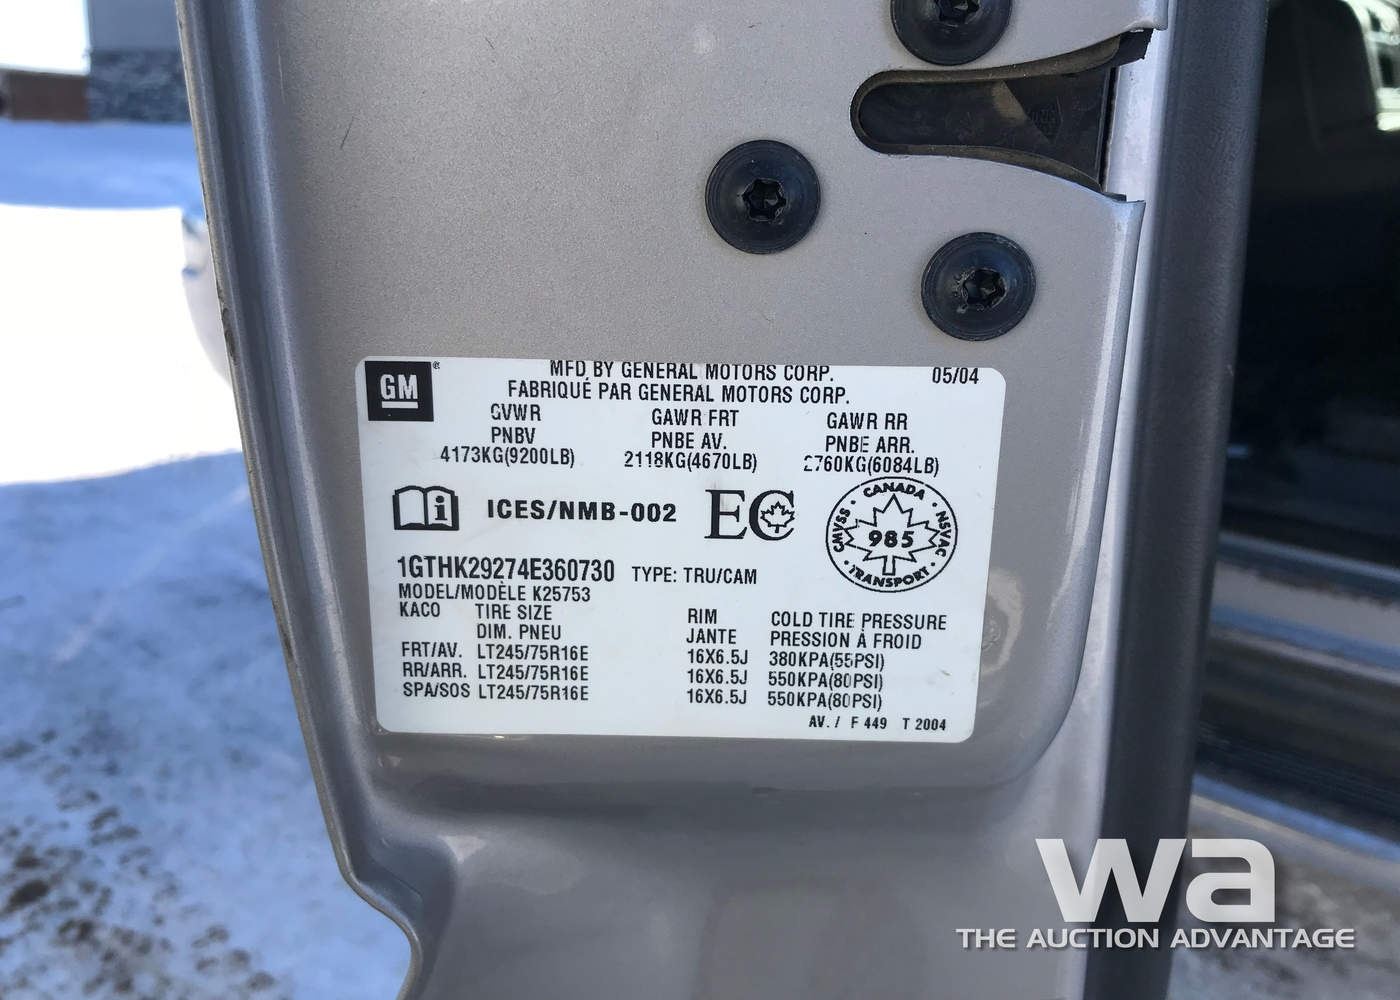 GM
MFD BY GENERAL MOTORS CORP. 05/04
FABRIQUÉ PAR GENERAL MOTORS CORP.
GVWR GAWR FRT GAWR RR
PNBV PNBE AV. PNBE ARR.
4173KG(9200LB) 2118KG(4670LB) 2760KG(6084LB)
ICES/NMB-002 EC
CANADA
CMVSS 985 NSVAC
TRANSPORT
1GTHK29274E360730 TYPE: TRU/CAM
MODEL/MODÈLE K25753
KACO TIRE SIZE RIM COLD TIRE PRESSURE
DIM. PNEU JANTE PRESSION À FROID
FRT/AV. LT245/75R16E 16X6.5J 380KPA(55PSI)
RR/ARR. LT245/75R16E 16X6.5J 550KPA(80PSI)
SPA/SOS LT245/75R16E 16X6.5J 550KPA(80PSI)
AV. / F 449 T 2004
wa
THE AUCTION ADVANTAGE